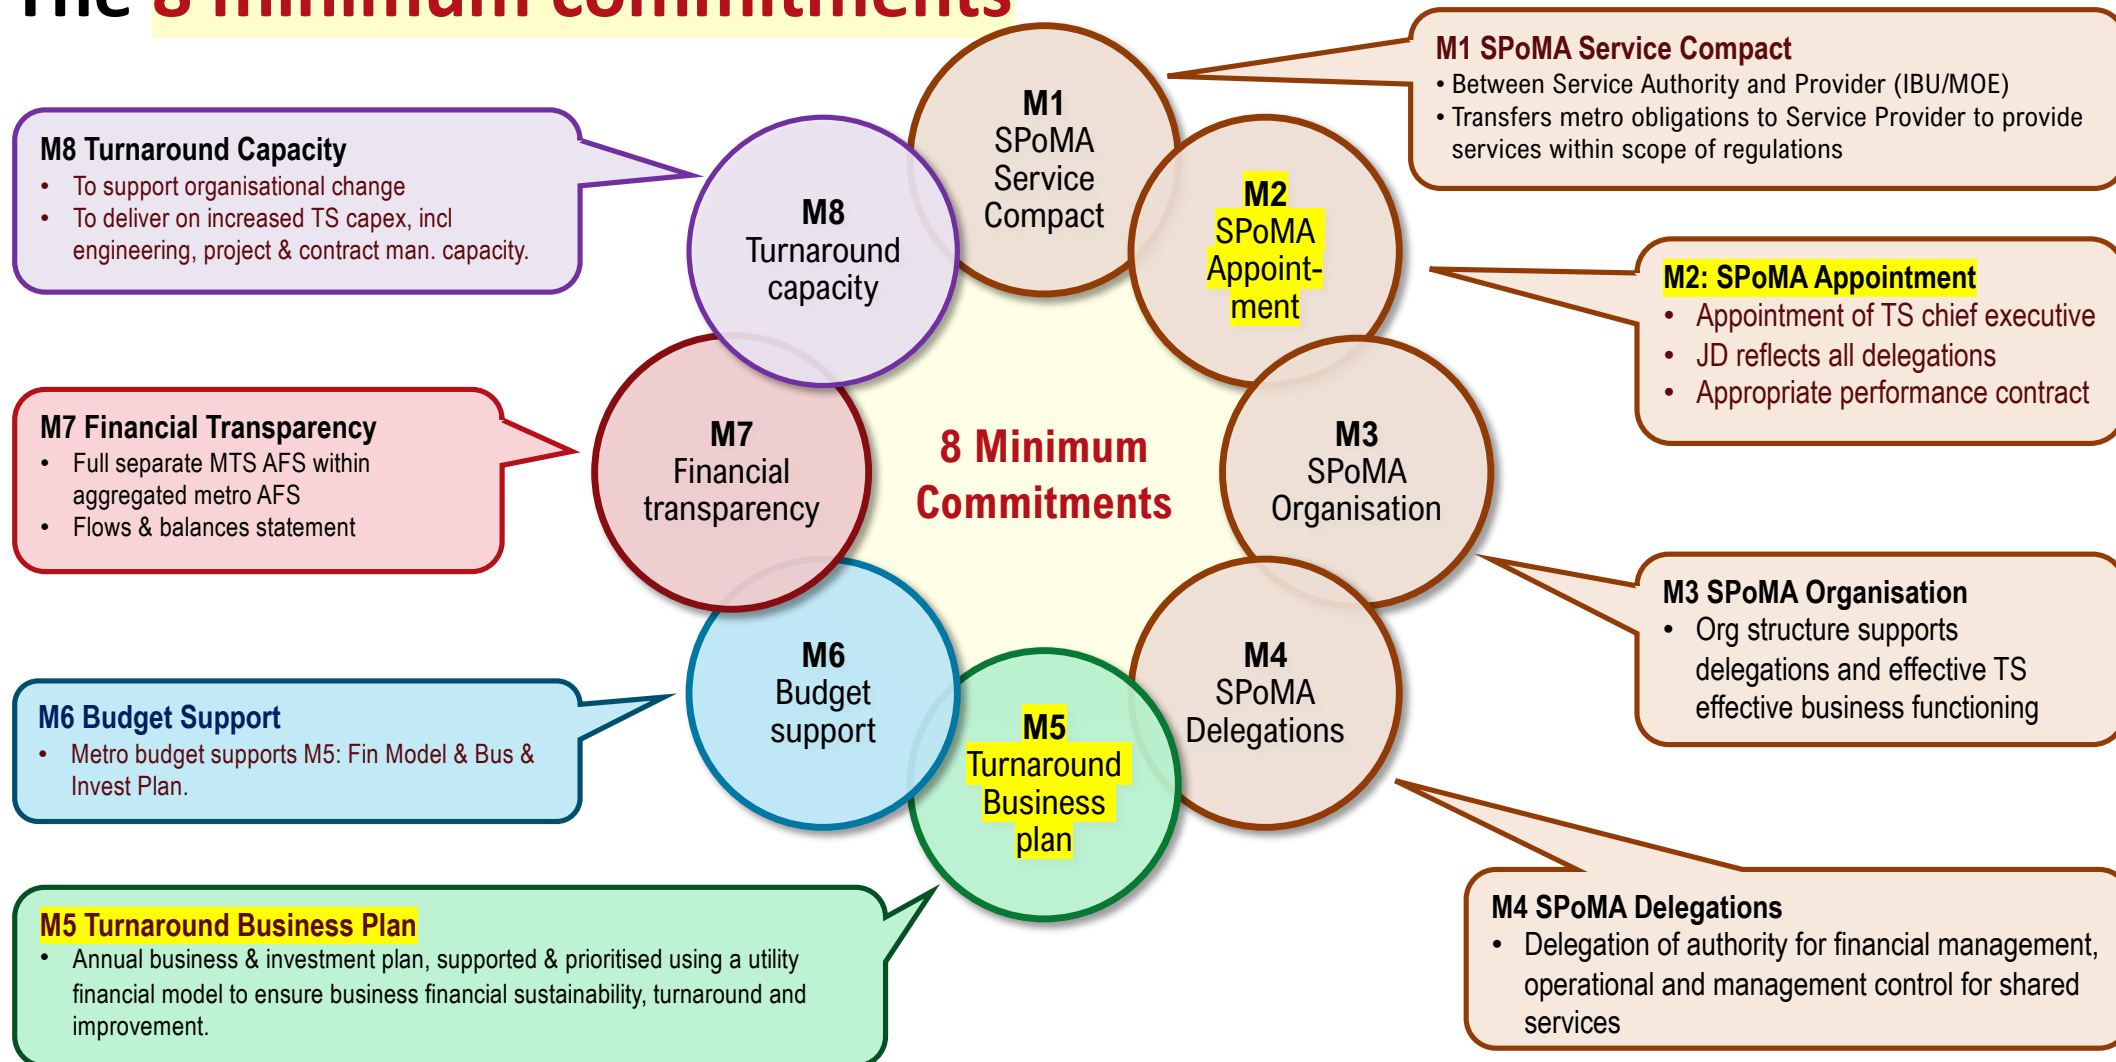 The 8 minimum commitments
M1 SPoMA Service Compact
• Between Service Authority and Provider (IBU/MOE)
• Transfers metro obligations to Service Provider to provide
services within scope of regulations
M2: SPoMA Appointment
• Appointment of TS chief executive
• JD reflects all delegations
• Appropriate performance contract
M3 SPoMA Organisation
• Org structure supports
delegations and effective TS
effective business functioning
M4 SPoMA Delegations
• Delegation of authority for financial management,
operational and management control for shared
services
M5 Turnaround Business Plan
• Annual business & investment plan, supported & prioritised using a utility
financial model to ensure business financial sustainability, turnaround and
improvement.
M6 Budget Support
• Metro budget supports M5: Fin Model & Bus &
Invest Plan.
M7 Financial Transparency
• Full separate MTS AFS within
aggregated metro AFS
• Flows & balances statement
M8 Turnaround Capacity
• To support organisational change
• To deliver on increased TS capex, incl
engineering, project & contract man. capacity.
M1
SPoMA
Service
Compact
M2
SPoMA
Appoint-
ment
M3
SPoMA
Organisation
M4
SPoMA
Delegations
M5
Turnaround
Business
plan
M6
Budget
support
M7
Financial
transparency
M8
Turnaround
capacity
8 Minimum
Commitments